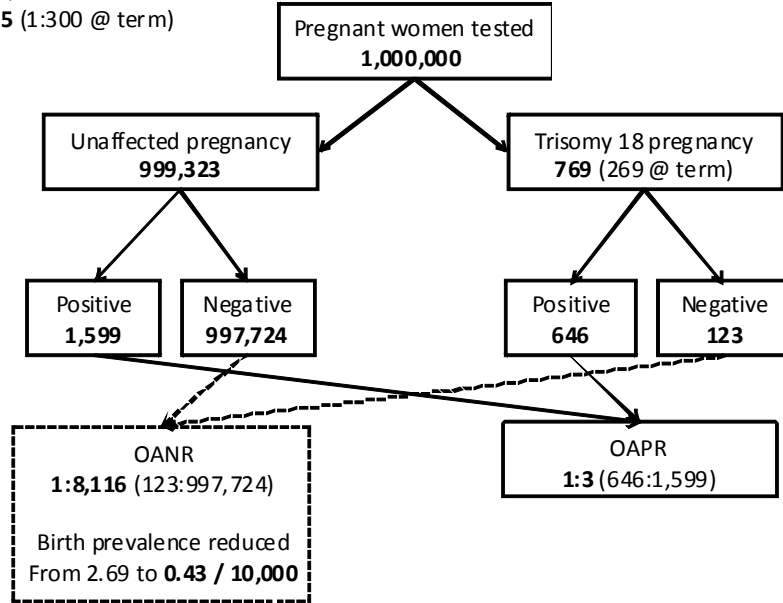 5 (1:300 @ term)
Pregnant women tested
1,000,000
Unaffected pregnancy
999,323
Trisomy 18 pregnancy
769 (269 @ term)
Positive
1,599
Negative
997,724
Positive
646
Negative
123
OANR
1:8,116 (123:997,724)
Birth prevalence reduced
From 2.69 to 0.43 / 10,000
OAPR
1:3 (646:1,599)